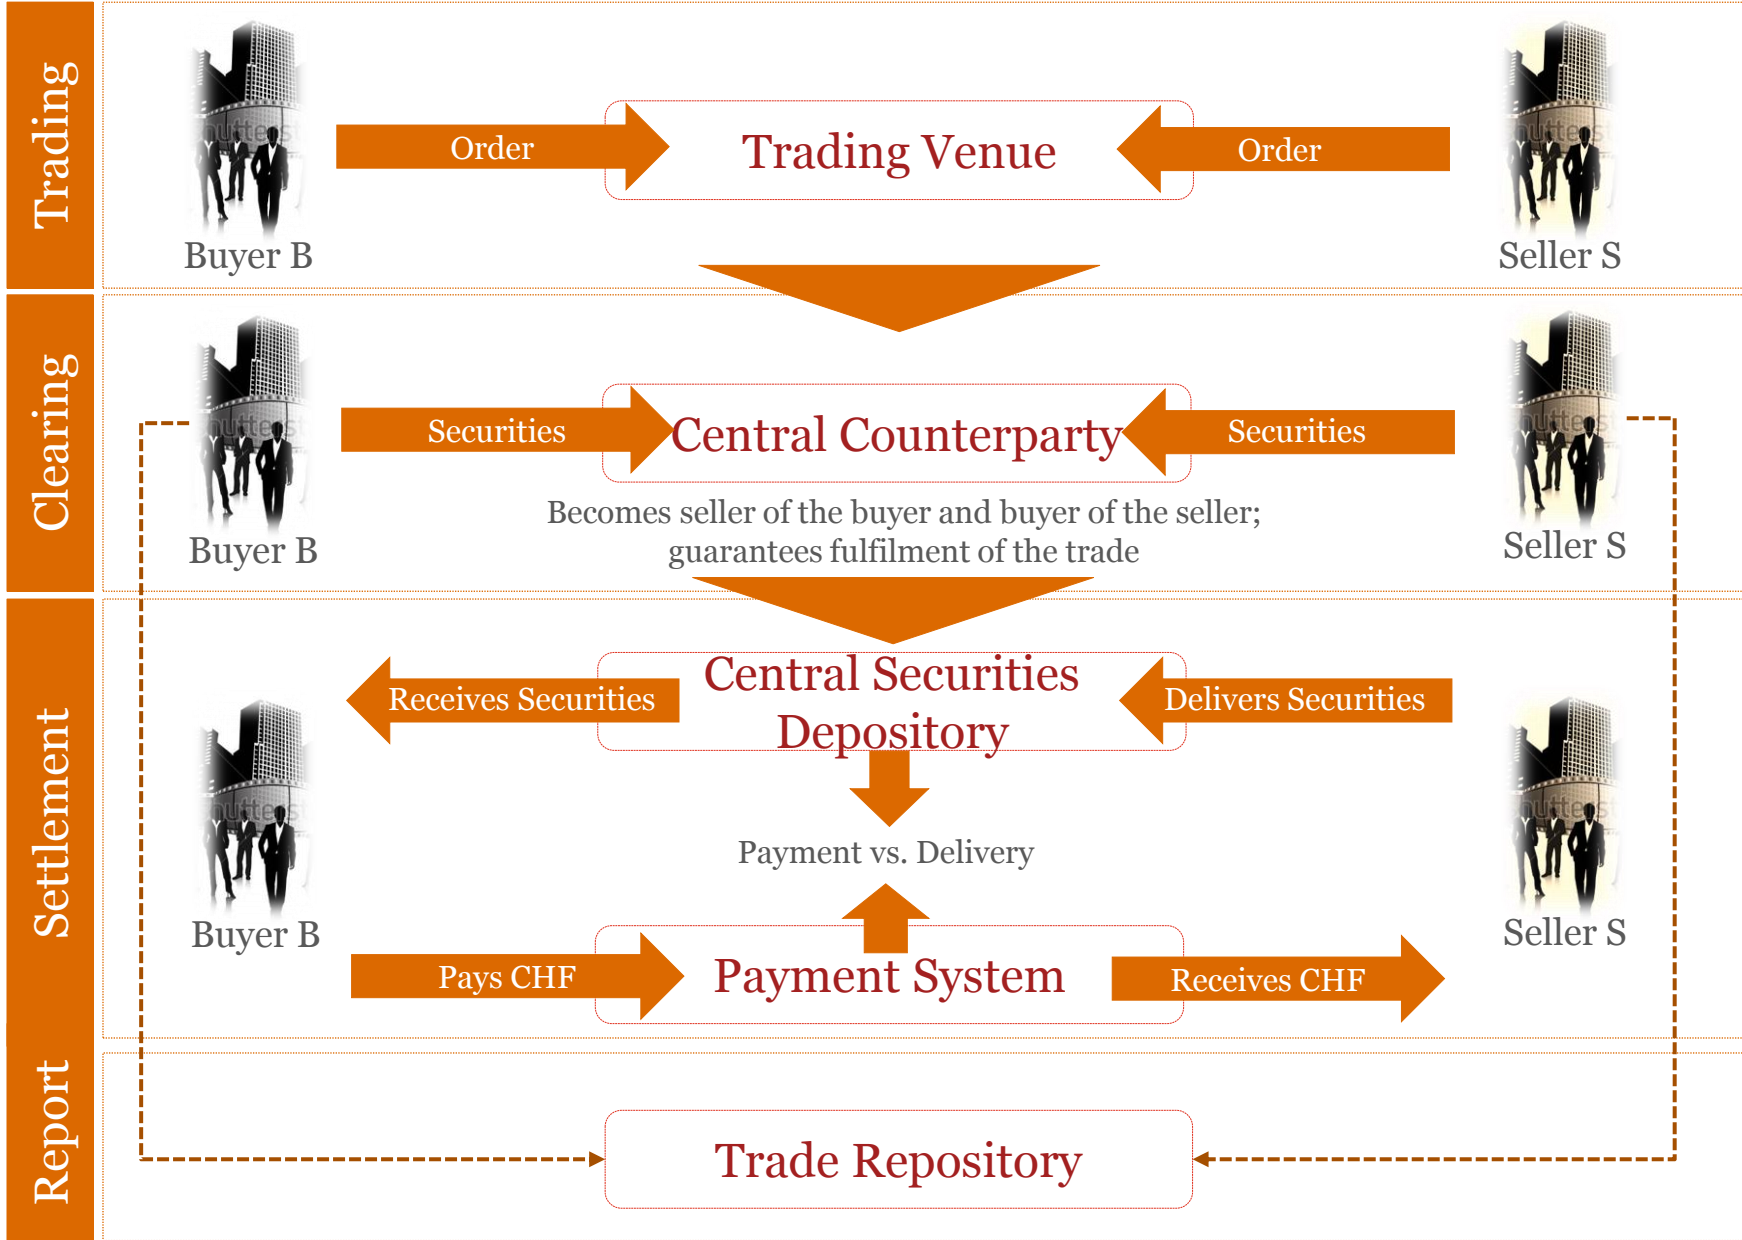 Trading
Order
Trading Venue
Order
Buyer B
Seller S
Clearing
Securities
Central Counterparty
Securities
Becomes seller of the buyer and buyer of the seller;
guarantees fulfilment of the trade
Buyer B
Seller S
Settlement
Receives Securities
Central Securities
Depository
Delivers Securities
Payment vs. Delivery
Buyer B
Seller S
Pays CHF
Payment System
Receives CHF
Report
Trade Repository